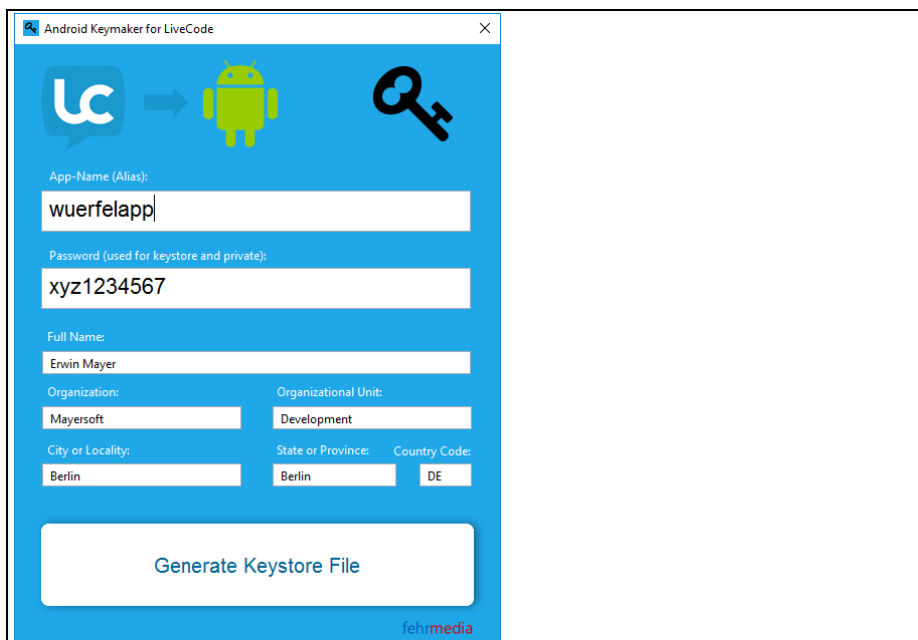 Android Keymaker for LiveCode
LC
App-Name (Alias):
wuerfelapp
Password (used for keystore and private):
xyz1234567
Full Name:
Erwin Mayer
Organization: Organizational Unit:
Mayersoft Development
City or Locality: State or Province: Country Code:
Berlin Berlin DE
Generate Keystore File
fehrmedia